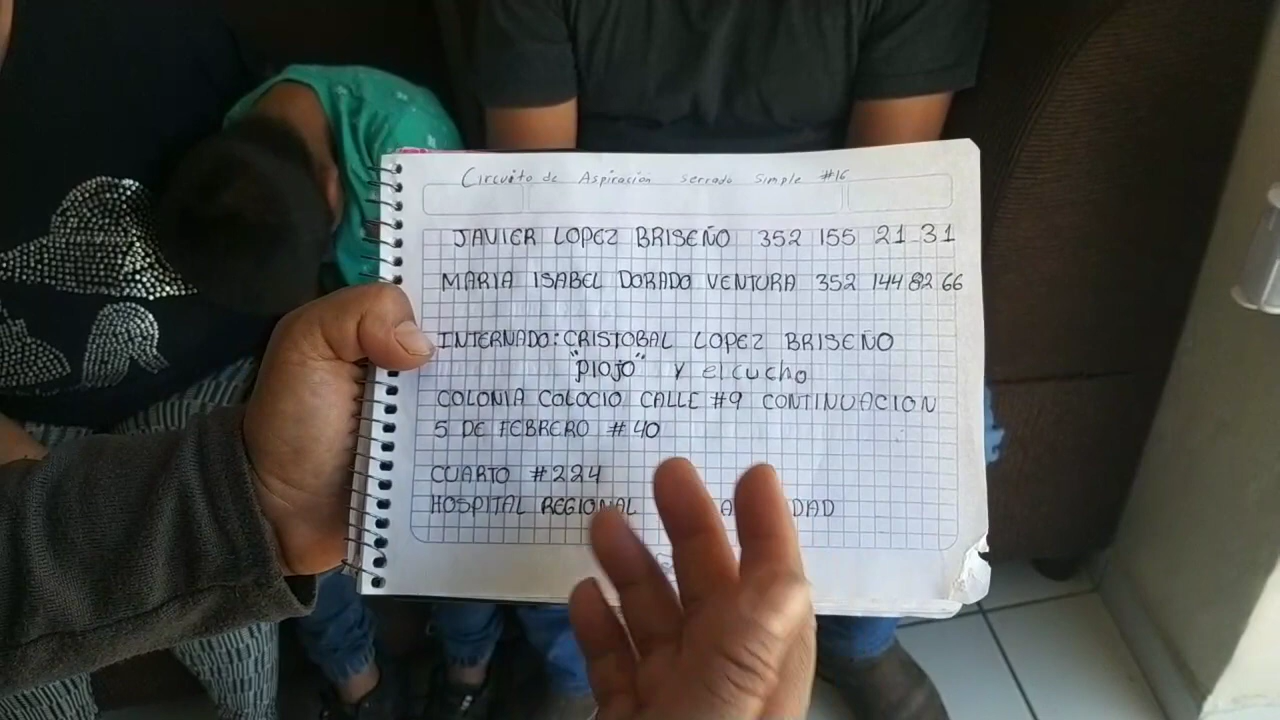 Circuito de Aspiración Serrado Simple #16
JAVIER LOPEZ BRISEÑO 352 155 21 31
MARIA ISABEL DORADO VENTURA 352 144 82 66
INTERNADO: CRISTOBAL LOPEZ BRISEÑO
"PIOJO" Y el cucho
COLONIA COLOCIO CALLE #9 CONTINUACION
5 DE FEBRERO #40
CUARTO #224
HOSPITAL REGIONAL